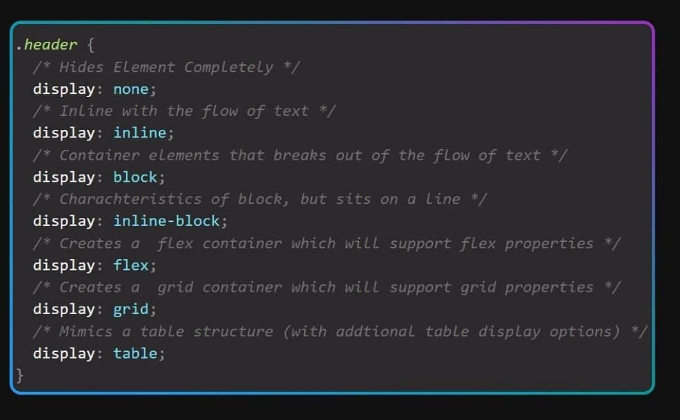 .header {
/* Hides Element Completely */
display: none;
/* Inline with the flow of text */
display: inline;
/* Container elements that breaks out of the flow of text */
display: block;
/* Charachteristics of block, but sits on a line */
display: inline-block;
/* Creates a  flex container which will support flex properties */
display: flex;
/* Creates a  grid container which will support grid properties */
display: grid;
/* Mimics a table structure (with addtional table display options) */
display: table;
}